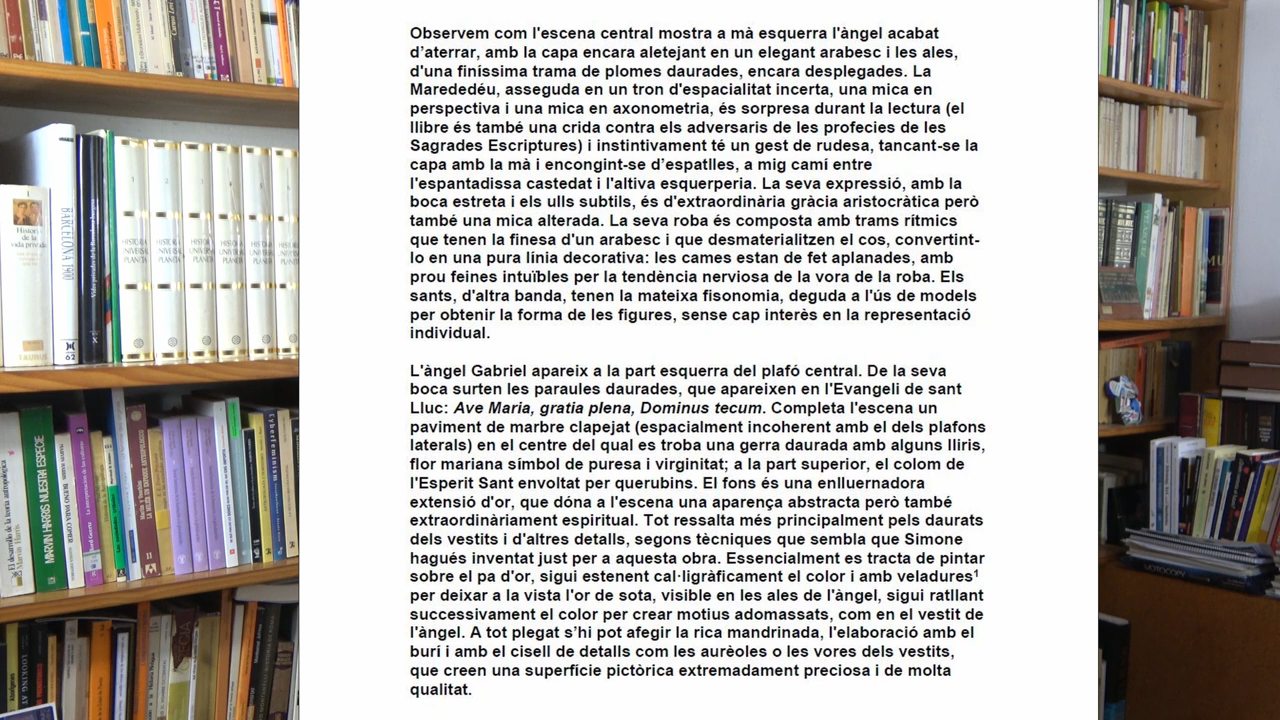 Observem com l'escena central mostra a mà esquerra l'àngel acabat
d'aterrar, amb la capa encara aletejant en un elegant arabesc i les ales,
d'una finíssima trama de plomes daurades, encara desplegades. La
Marededéu, asseguda en un tron d'espacialitat incerta, una mica en
perspectiva i una mica en axonometria, és sorpresa durant la lectura (el
llibre és també una crida contra els adversaris de les profecies de les
Sagrades Escriptures) i instintivament té un gest de rudesa, tancant-se la
capa amb la mà i encongint-se d'espatlles, a mig camí entre
l'espantadissa castedat i l'altiva esquerperia. La seva expressió, amb la
boca estreta i els ulls subtils, és d'extraordinària gràcia aristocràtica però
també una mica alterada. La seva roba és composta amb trams rítmics
que tenen la finesa d'un arabesc i que desmaterialitzen el cos, convertint-
lo en una pura línia decorativa: les cames estan de fet aplanades, amb
prou feines intuïbles per la tendència nerviosa de la vora de la roba. Els
sants, d'altra banda, tenen la mateixa fisonomia, deguda a l'ús de models
per obtenir la forma de les figures, sense cap interès en la representació
individual.
L'àngel Gabriel apareix a la part esquerra del plafó central. De la seva
boca surten les paraules daurades, que apareixen en l'Evangeli de sant
Lluc: Ave Maria, gratia plena, Dominus tecum. Completa l'escena un
paviment de marbre clapejat (espacialment incoherent amb el dels plafons
laterals) en el centre del qual es troba una gerra daurada amb alguns lliris,
flor mariana símbol de puresa i virginitat; a la part superior, el colom de
l'Esperit Sant envoltat per querubins. El fons és una enlluernadora
extensió d'or, que dóna a l'escena una aparença abstracta però també
extraordinàriament espiritual. Tot ressalta més principalment pels daurats
dels vestits i d'altres detalls, segons tècniques que sembla que Simone
hagués inventat just per a aquesta obra. Essencialment es tracta de pintar
sobre el pa d'or, sigui estenent cal·ligràficament el color i amb veladures¹
per deixar a la vista l'or de sota, visible en les ales de l'àngel, sigui ratllant
successivament el color per crear motius adomassats, com en el vestit de
l'àngel. A tot plegat s'hi pot afegir la rica mandrinada, l'elaboració amb el
burí i amb el cisell de detalls com les aurèoles o les vores dels vestits,
que creen una superfície pictòrica extremadament preciosa i de molta
qualitat.
BARCELONA 1900
MARVIN HARRIS NUESTRA ESPECIE
Cyberfeminismo